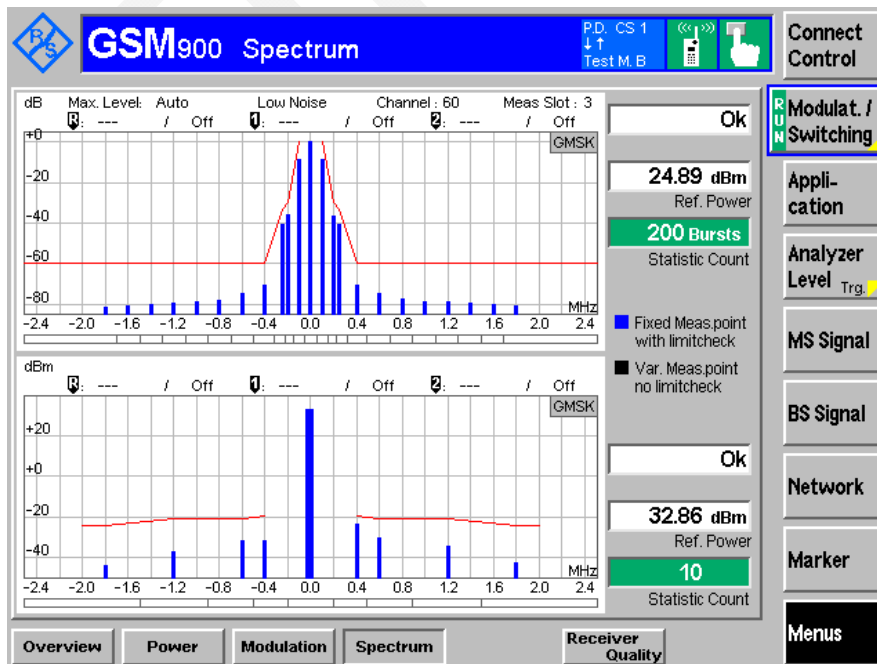 R&S
GSM900 Spectrum
P.D. CS 1
Test M. B
Connect Control
dB Max. Level: Auto Low Noise Channel : 60 Meas Slot : 3
R: --- / Off 1: --- / Off 2: --- / Off
GMSK
+0
-20
-40
-60
-80
MHz
-2.4 -2.0 -1.6 -1.2 -0.8 -0.4 0.0 0.4 0.8 1.2 1.6 2.0 2.4
Ok
24.89 dBm
Ref. Power
200 Bursts
Statistic Count
Fixed Meas.point
with limitcheck
Var. Meas.point
no limitcheck
dBm
R: --- / Off 1: --- / Off 2: --- / Off
GMSK
+20
+0
-20
-40
MHz
-2.4 -2.0 -1.6 -1.2 -0.8 -0.4 0.0 0.4 0.8 1.2 1.6 2.0 2.4
Ok
32.86 dBm
Ref. Power
10
Statistic Count
RUN
Modulat. /
Switching
Appli-
cation
Analyzer
Level Trg.
MS Signal
BS Signal
Network
Marker
Menus
Overview Power Modulation Spectrum Receiver
Quality